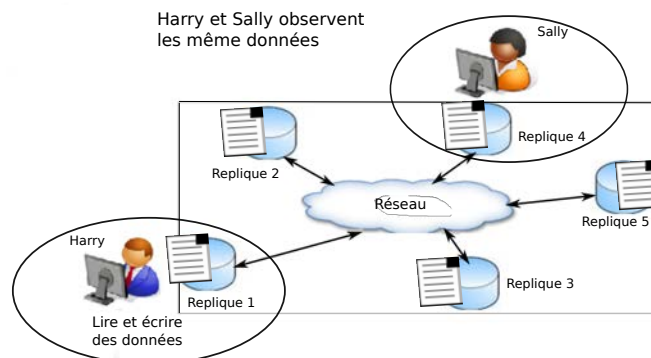 Harry et Sally observent
les même données
Sally
Replique 4
Replique 2
Réseau
Replique 5
Harry
Replique 1
Replique 3
Lire et écrire
des données